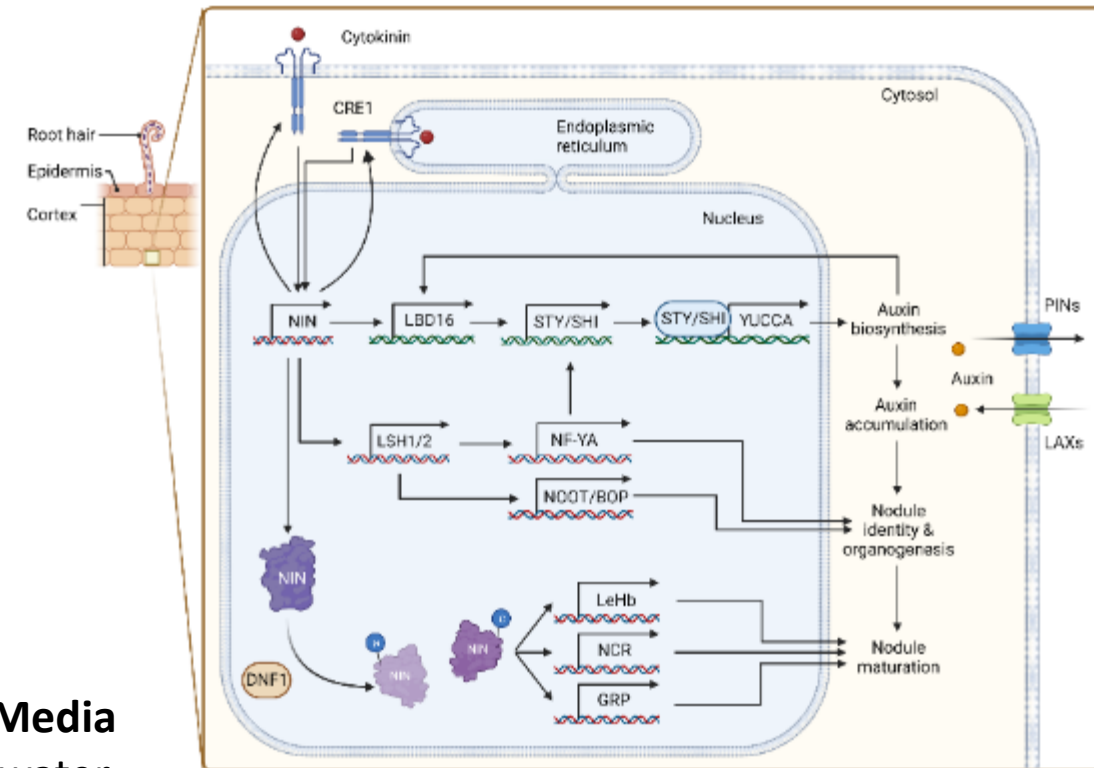 Cytokinin
CRE1
Cytosol
Endoplasmic
reticulum
Root hair
Epidermis
Cortex
Nucleus
NIN
LBD16
STY/SHI
STY/SHI
YUCCA
Auxin
biosynthesis
PINs
Auxin
Auxin
accumulation
LAXs
LSH1/2
NF-YA
NOOT/BOP
Nodule
identity &
organogenesis
NIN
LeHb
NIN
C
NCR
Nodule
maturation
N
NIN
DNF1
GRP
Media